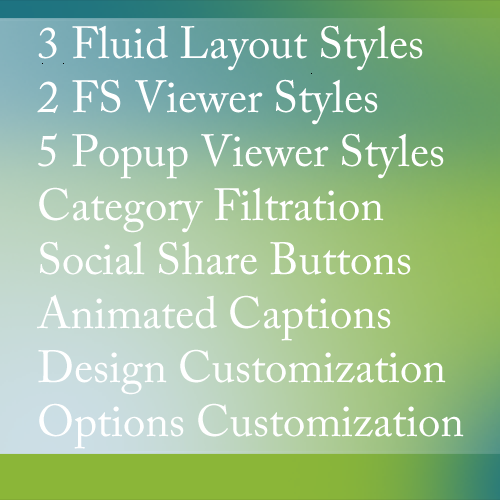 3 Fluid Layout Styles
2 FS Viewer Styles
5 Popup Viewer Styles
Category Filtration
Social Share Buttons
Animated Captions
Design Customization
Options Customization